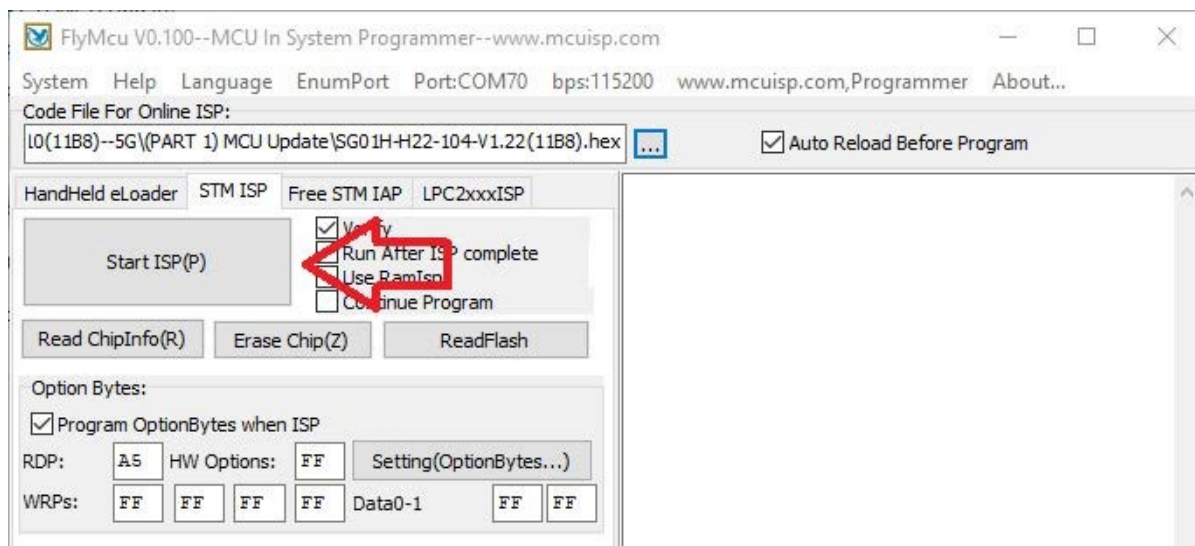 FlyMcu V0.100--MCU In System Programmer--www.mcuisp.com
System Help Language EnumPort Port:COM70 bps:115200 www.mcuisp.com,Programmer About...
Code File For Online ISP:
(11B8)--5G\(PART 1) MCU Update\SG01H-H22-104-V1.22(11B8).hex ... Auto Reload Before Program
HandHeld eLoader STM ISP Free STM IAP LPC2xxxISP
Start ISP(P)
Verify
Run After ISP complete
Use RamIsp
Continue Program
Read ChipInfo(R) Erase Chip(Z) ReadFlash
Option Bytes:
Program OptionBytes when ISP
RDP: A5 HW Options: FF Setting(OptionBytes...)
WRPs: FF FF FF FF Data0-1 FF FF